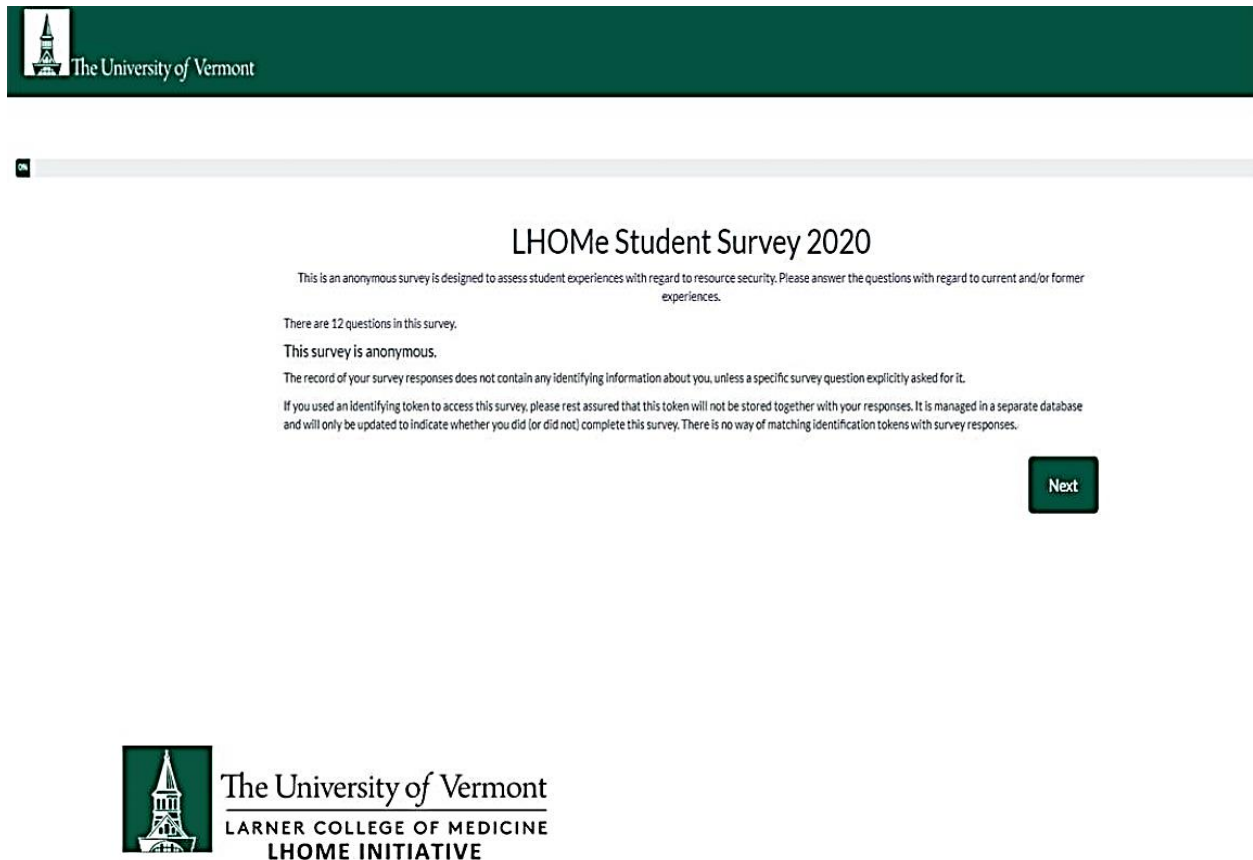 The University of Vermont
0%
LHOMe Student Survey 2020
This is an anonymous survey is designed to assess student experiences with regard to resource security. Please answer the questions with regard to current and/or former
experiences.
There are 12 questions in this survey.
This survey is anonymous.
The record of your survey responses does not contain any identifying information about you, unless a specific survey question explicitly asked for it.
If you used an identifying token to access this survey, please rest assured that this token will not be stored together with your responses. It is managed in a separate database
and will only be updated to indicate whether you did (or did not) complete this survey. There is no way of matching identification tokens with survey responses.
Next
The University of Vermont
LARNER COLLEGE OF MEDICINE
LHOME INITIATIVE